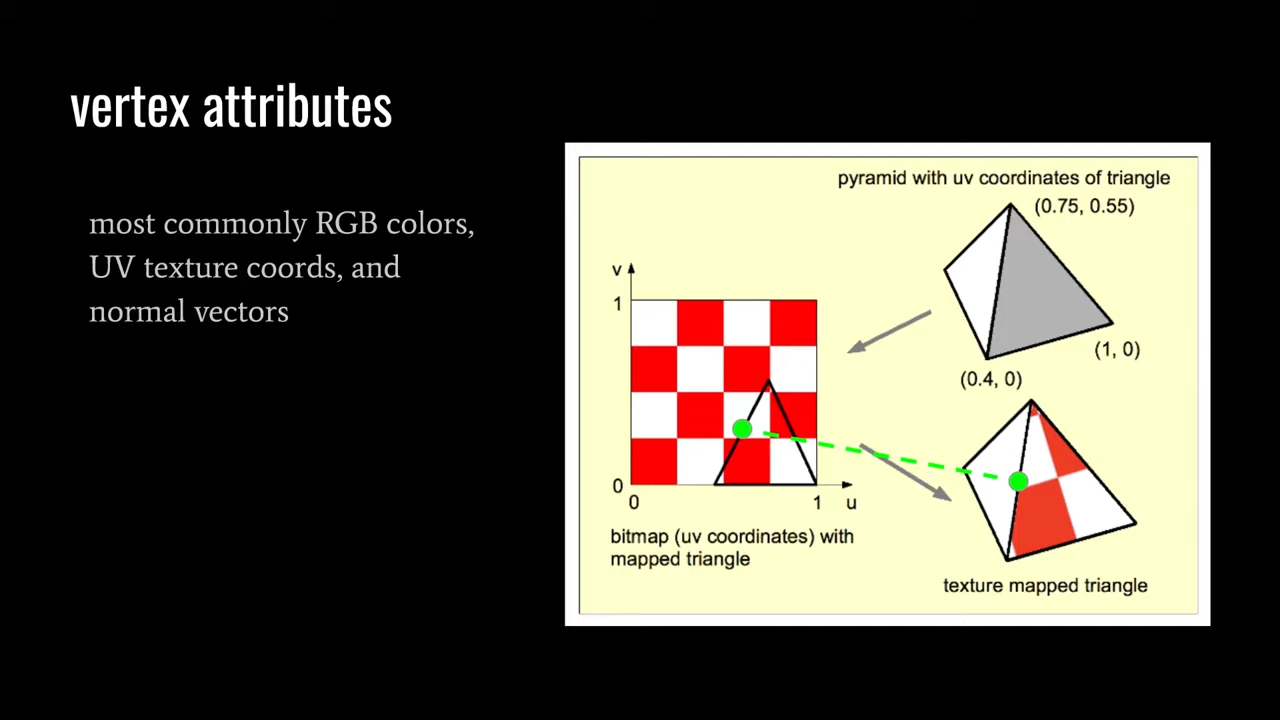 vertex attributes
most commonly RGB colors,
UV texture coords, and
normal vectors
pyramid with uv coordinates of triangle
(0.75, 0.55)
(1, 0)
(0.4, 0)
v
1
0
0
1
u
bitmap (uv coordinates) with
mapped triangle
texture mapped triangle